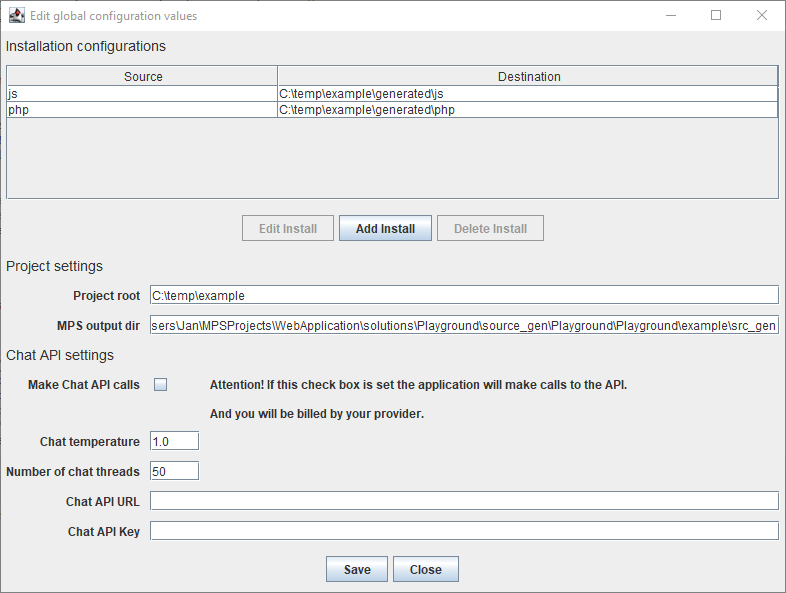 Edit global configuration values
Installation configurations
Source Destination
js C:\temp\example\generated\js
php C:\temp\example\generated\php
Edit Install Add Install Delete Install
Project settings
Project root C:\temp\example
MPS output dir sers\Jan\MPSProjects\WebApplication\solutions\Playground\source_gen\Playground\Playground\example\src_gen
Chat API settings
Make Chat API calls Attention! If this check box is set the application will make calls to the API.
And you will be billed by your provider.
Chat temperature 1.0
Number of chat threads 50
Chat API URL
Chat API Key
Save Close